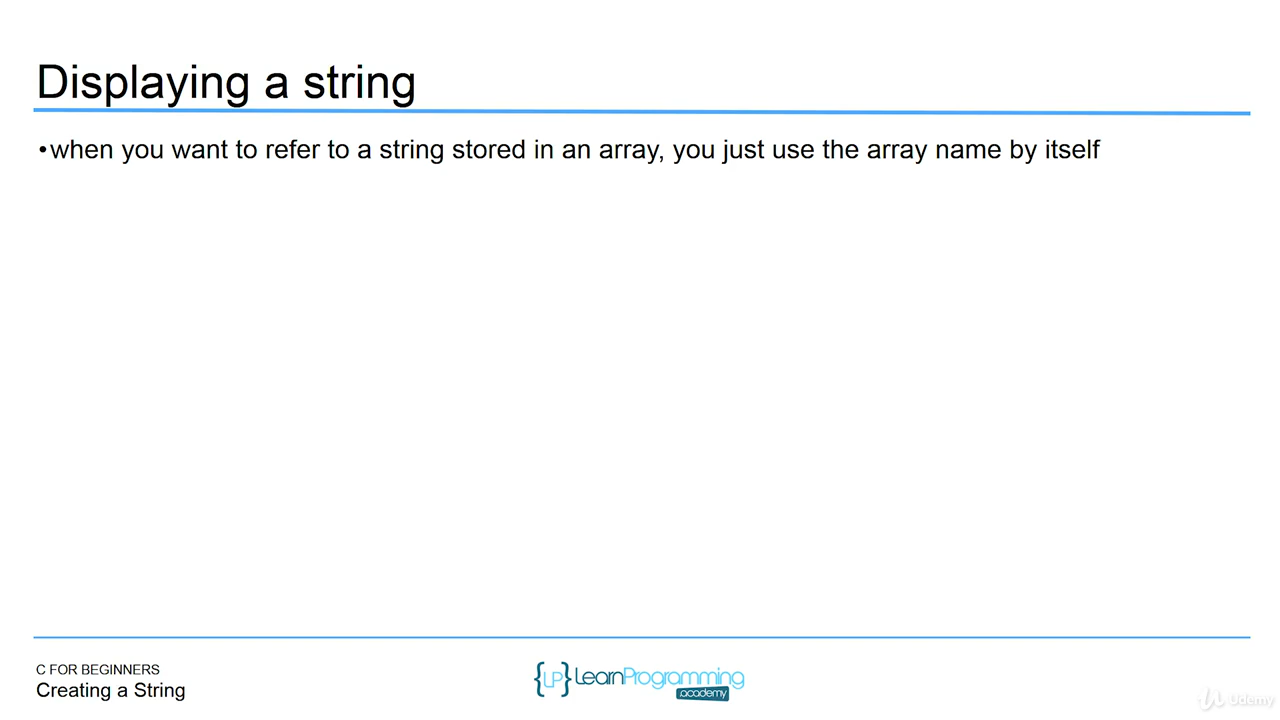 Displaying a string
•when you want to refer to a string stored in an array, you just use the array name by itself
C FOR BEGINNERS
Creating a String
{LP} LearnProgramming
.academy
Udemy